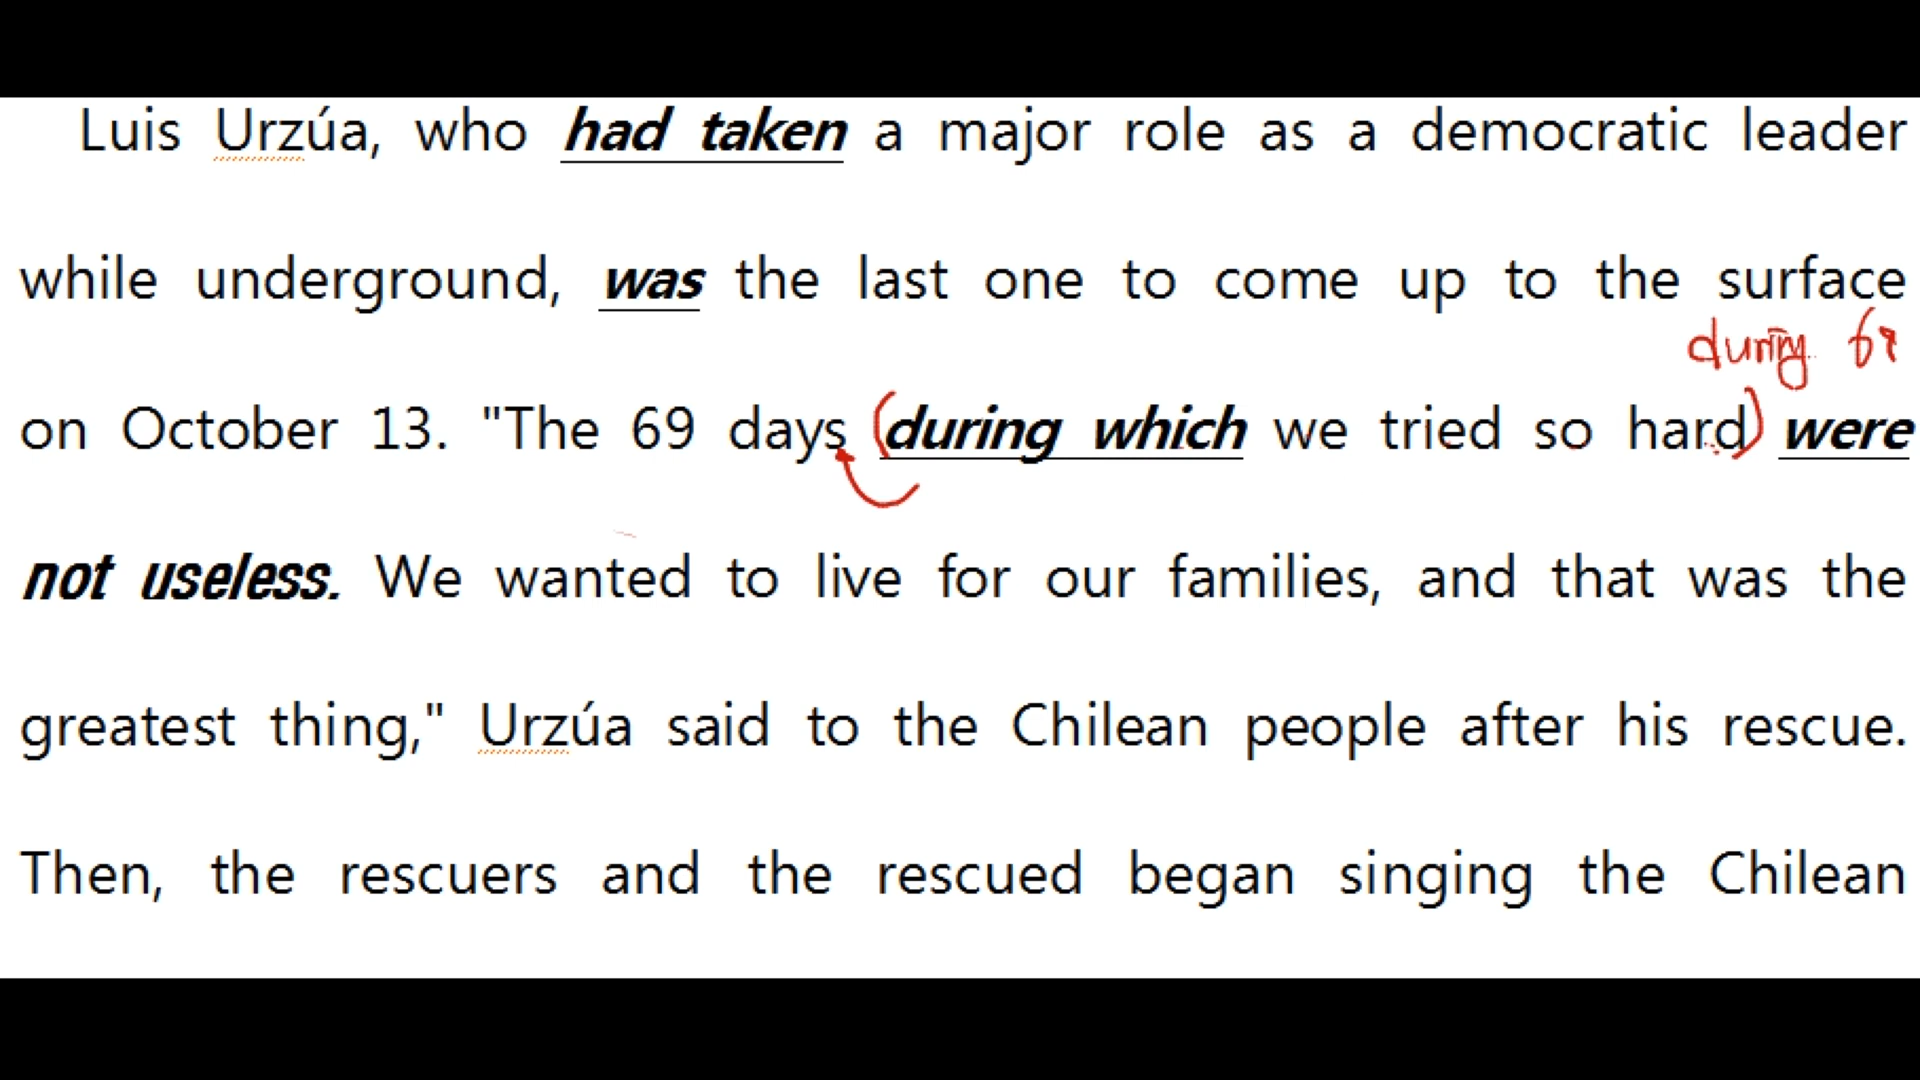 Luis Urzúa, who had taken a major role as a democratic leader
while underground, was the last one to come up to the surface
during 69
on October 13. "The 69 days (during which we tried so hard) were
not useless. We wanted to live for our families, and that was the
greatest thing," Urzúa said to the Chilean people after his rescue.
Then, the rescuers and the rescued began singing the Chilean